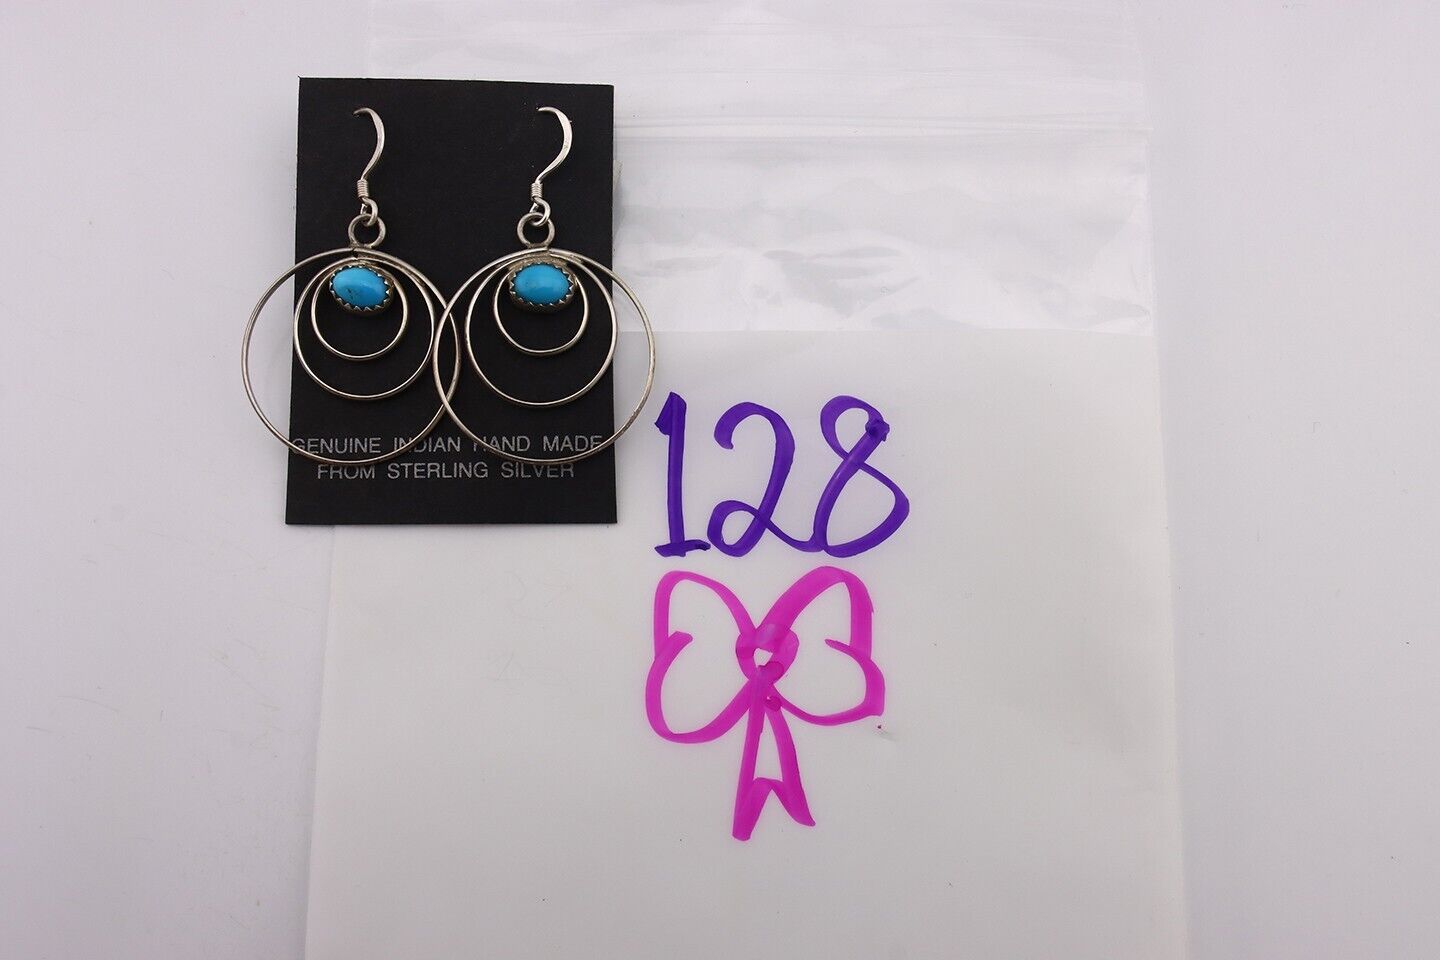 GENUINE INDIAN HAND MADE
FROM STERLING SILVER
128